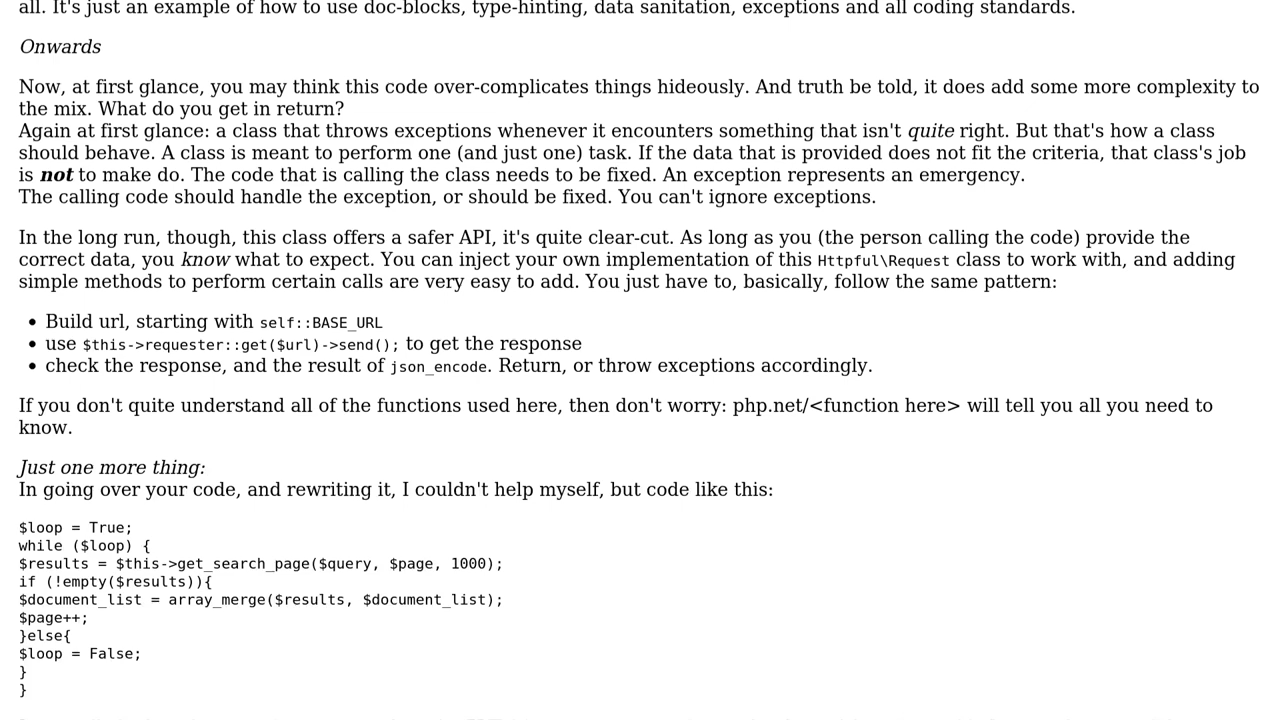 all. It's just an example of how to use doc-blocks, type-hinting, data sanitation, exceptions and all coding standards.
Onwards
Now, at first glance, you may think this code over-complicates things hideously. And truth be told, it does add some more complexity to
the mix. What do you get in return?
Again at first glance: a class that throws exceptions whenever it encounters something that isn't quite right. But that's how a class
should behave. A class is meant to perform one (and just one) task. If the data that is provided does not fit the criteria, that class's job
is not to make do. The code that is calling the class needs to be fixed. An exception represents an emergency.
The calling code should handle the exception, or should be fixed. You can't ignore exceptions.
In the long run, though, this class offers a safer API, it's quite clear-cut. As long as you (the person calling the code) provide the
correct data, you know what to expect. You can inject your own implementation of this Httpful\Request class to work with, and adding
simple methods to perform certain calls are very easy to add. You just have to, basically, follow the same pattern:
• Build url, starting with self::BASE_URL
• use $this->requester::get($url)->send(); to get the response
• check the response, and the result of json_encode. Return, or throw exceptions accordingly.
If you don't quite understand all of the functions used here, then don't worry: php.net/<function here> will tell you all you need to
know.
Just one more thing:
In going over your code, and rewriting it, I couldn't help myself, but code like this:
$loop = True;
while ($loop) {
$results = $this->get_search_page($query, $page, 1000);
if (!empty($results)){
$document_list = array_merge($results, $document_list);
$page++;
}else{
$loop = False;
}
}